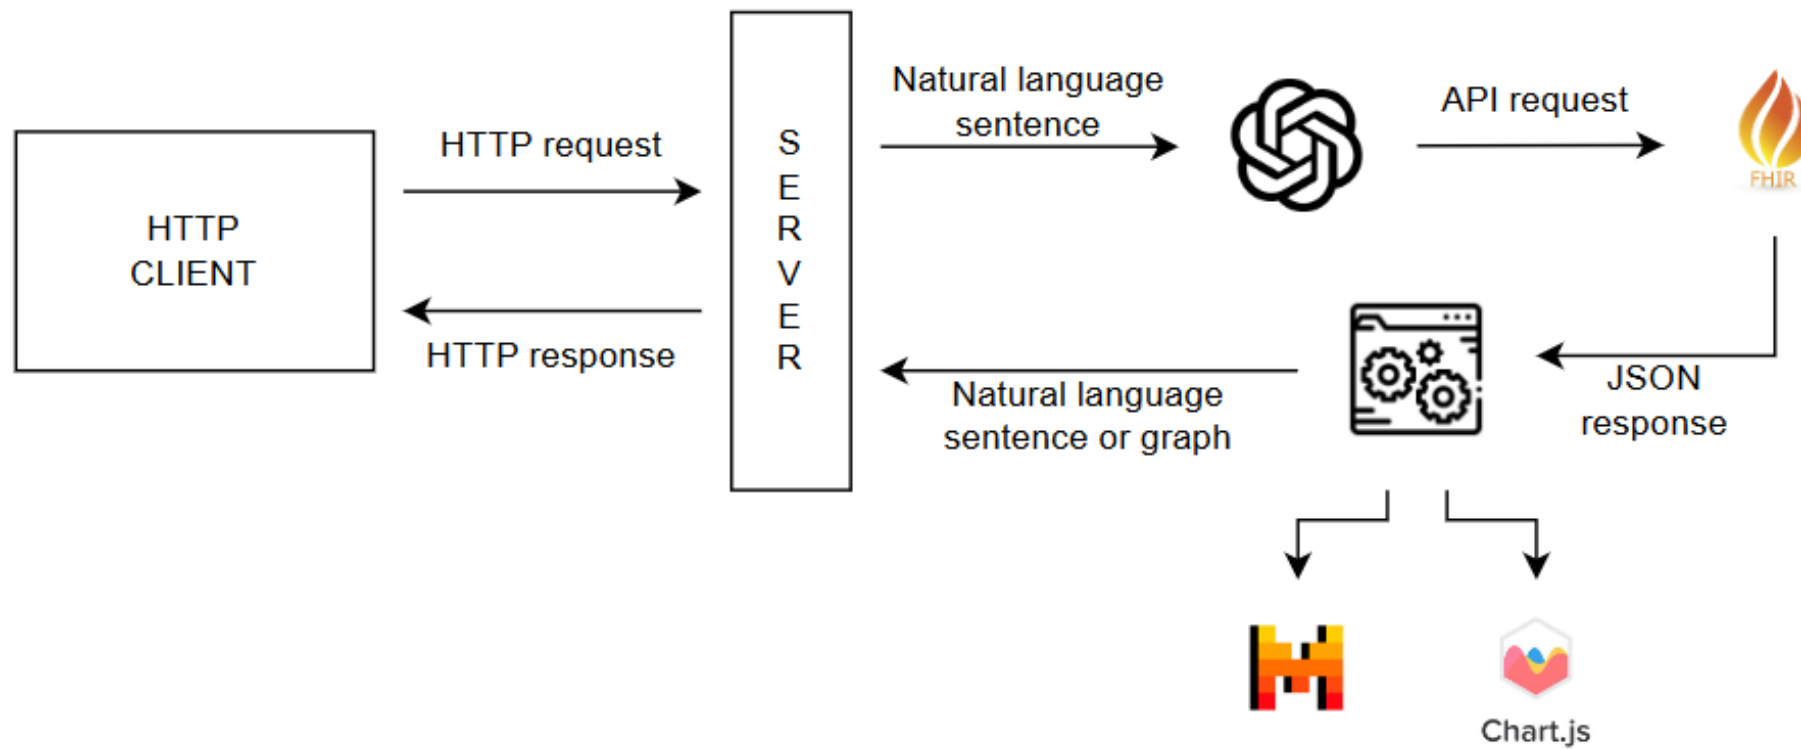 HTTP
CLIENT
HTTP request
HTTP response
S
E
R
V
E
R
Natural language
sentence
API request
FHIR
JSON
response
Natural language
sentence or graph
Chart.js